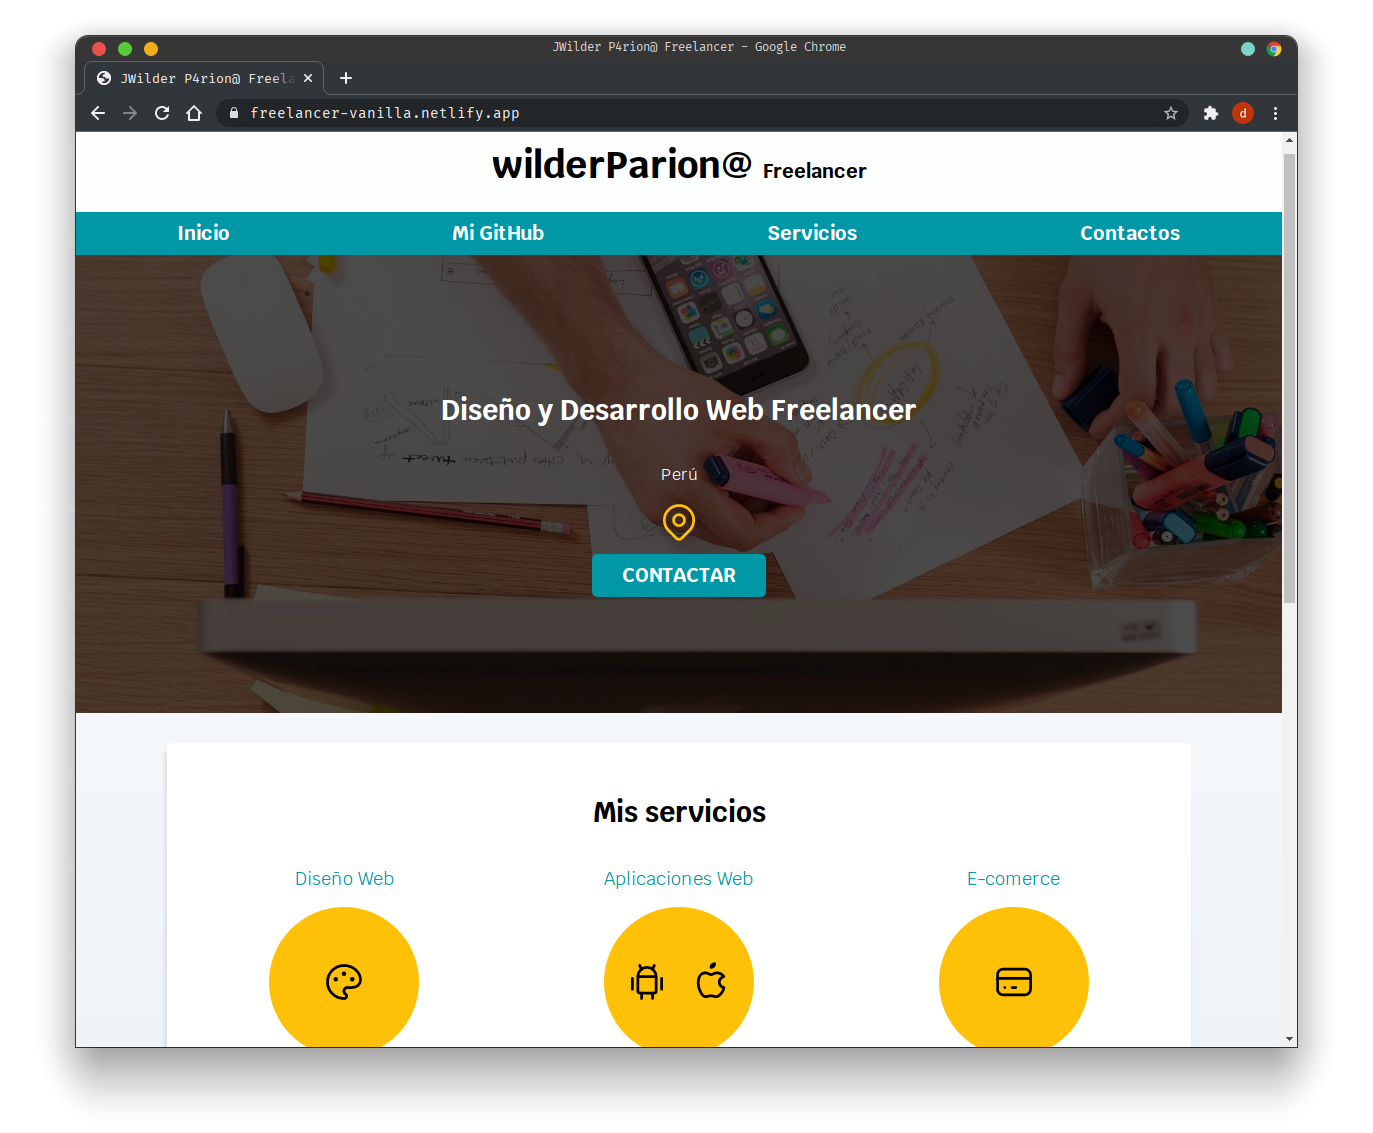 JWilder P4rion@ Freelancer - Google Chrome
JWilder P4rion@ Freela
freelancer-vanilla.netlify.app
d
wilderParion@ Freelancer
Inicio Mi GitHub Servicios Contactos
Diseño y Desarrollo Web Freelancer
Perú
CONTACTAR
Mis servicios
Diseño Web Aplicaciones Web E-comerce